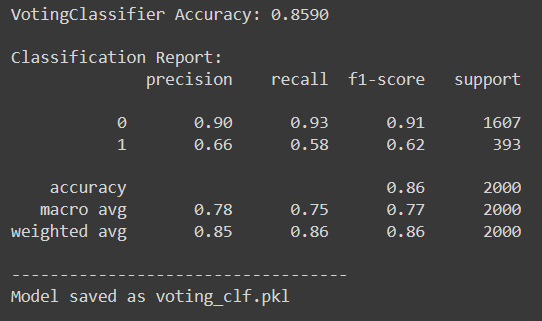 VotingClassifier Accuracy: 0.8590
Classification Report:
precision recall f1-score support
0 0.90 0.93 0.91 1607
1 0.66 0.58 0.62 393
accuracy 0.86 2000
macro avg 0.78 0.75 0.77 2000
weighted avg 0.85 0.86 0.86 2000
-----------------------------------
Model saved as voting_clf.pkl